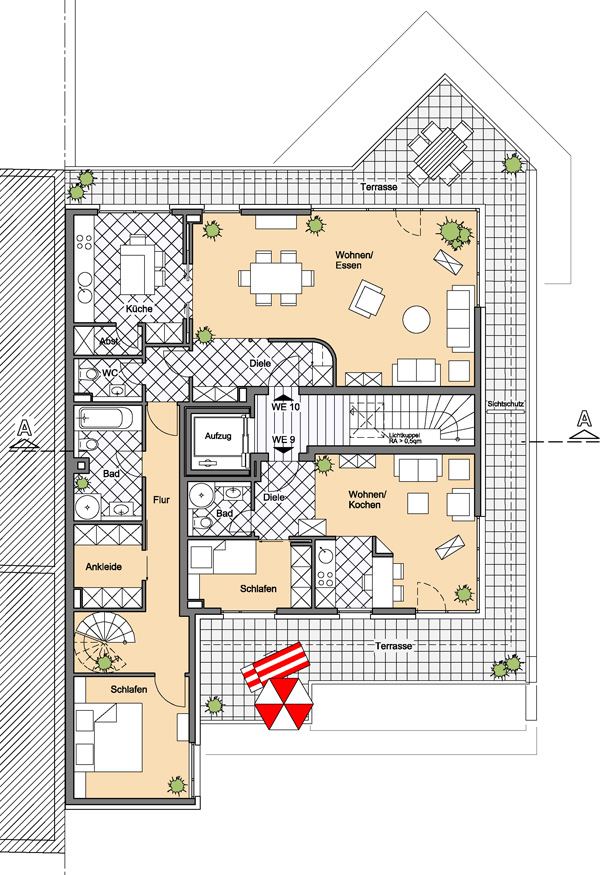 Terrasse
Wohnen/
Essen
Küche
Abst.
WC
Diele
WE 10
Sichtschutz
A
A
Aufzug
Lichtkuppel
RA > 0,5qm
WE 9
Bad
Flur
Diele
Wohnen/
Kochen
Bad
Ankleide
Schlafen
Terrasse
Schlafen